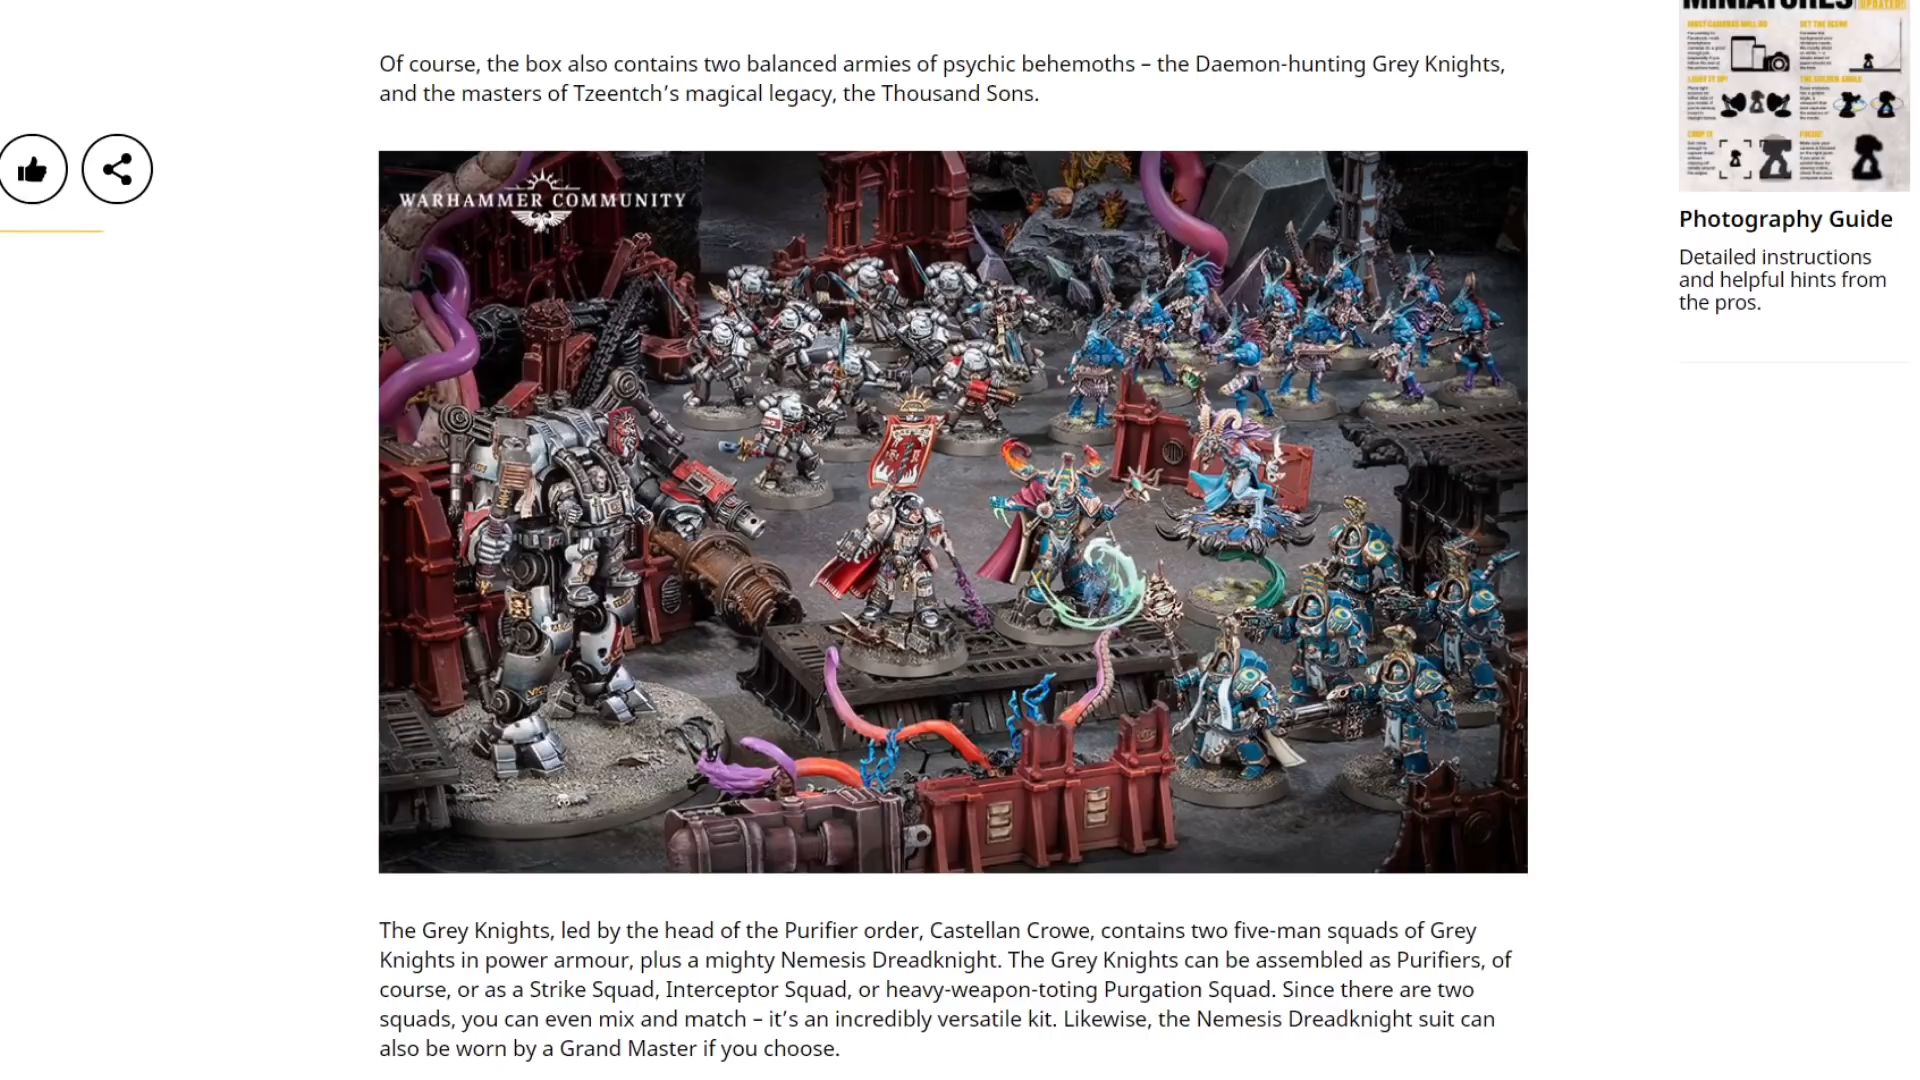 MINIATURES UPDATED!
Of course, the box also contains two balanced armies of psychic behemoths – the Daemon-hunting Grey Knights,
and the masters of Tzeentch’s magical legacy, the Thousand Sons.
WARHAMMER COMMUNITY
Photography Guide
Detailed instructions
and helpful hints from
the pros.
The Grey Knights, led by the head of the Purifier order, Castellan Crowe, contains two five-man squads of Grey
Knights in power armour, plus a mighty Nemesis Dreadknight. The Grey Knights can be assembled as Purifiers, of
course, or as a Strike Squad, Interceptor Squad, or heavy-weapon-toting Purgation Squad. Since there are two
squads, you can even mix and match – it’s an incredibly versatile kit. Likewise, the Nemesis Dreadknight suit can
also be worn by a Grand Master if you choose.